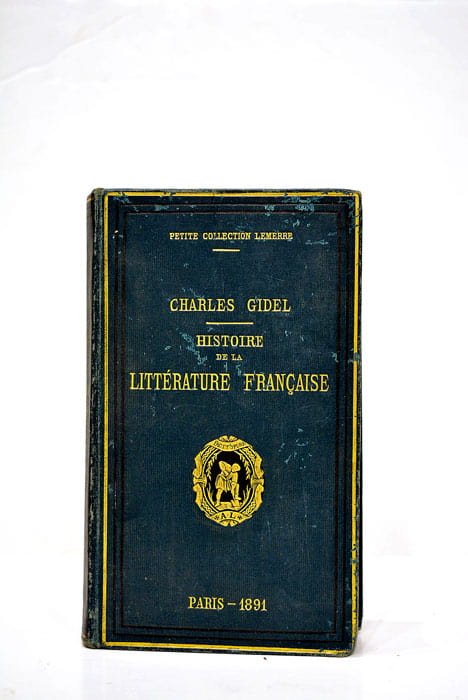 PETITE COLLECTION LEMERRE
CHARLES GIDEL
HISTOIRE
DE LA
LITTÉRATURE FRANÇAISE
A.L
PARIS – 1891